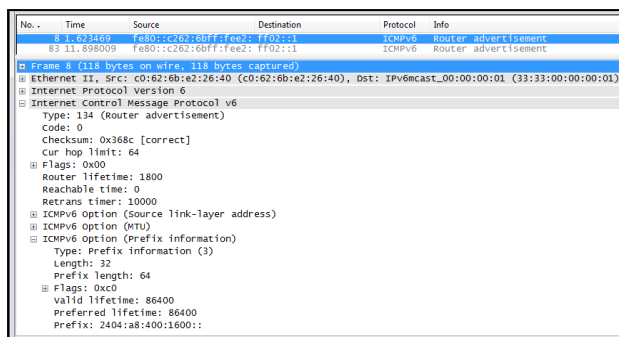 No. . Time Source Destination Protocol Info
8 1.623469 fe80::c262:6bff:fee2: ff02::1 ICMPv6 Router advertisement
83 11.898009 fe80::c262:6bff:fee2: ff02::1 ICMPv6 Router advertisement
Frame 8 (118 bytes on wire, 118 bytes captured)
Ethernet II, Src: c0:62:6b:e2:26:40 (c0:62:6b:e2:26:40), Dst: IPv6mcast_00:00:00:01 (33:33:00:00:00:01)
Internet Protocol Version 6
Internet Control Message Protocol v6
Type: 134 (Router advertisement)
Code: 0
Checksum: 0x368c [correct]
Cur hop limit: 64
Flags: 0x00
Router lifetime: 1800
Reachable time: 0
Retrans timer: 10000
ICMPv6 Option (Source link-layer address)
ICMPv6 Option (MTU)
ICMPv6 Option (Prefix information)
Type: Prefix information (3)
Length: 32
Prefix length: 64
Flags: 0xc0
Valid lifetime: 86400
Preferred lifetime: 86400
Prefix: 2404:a8:400:1600::